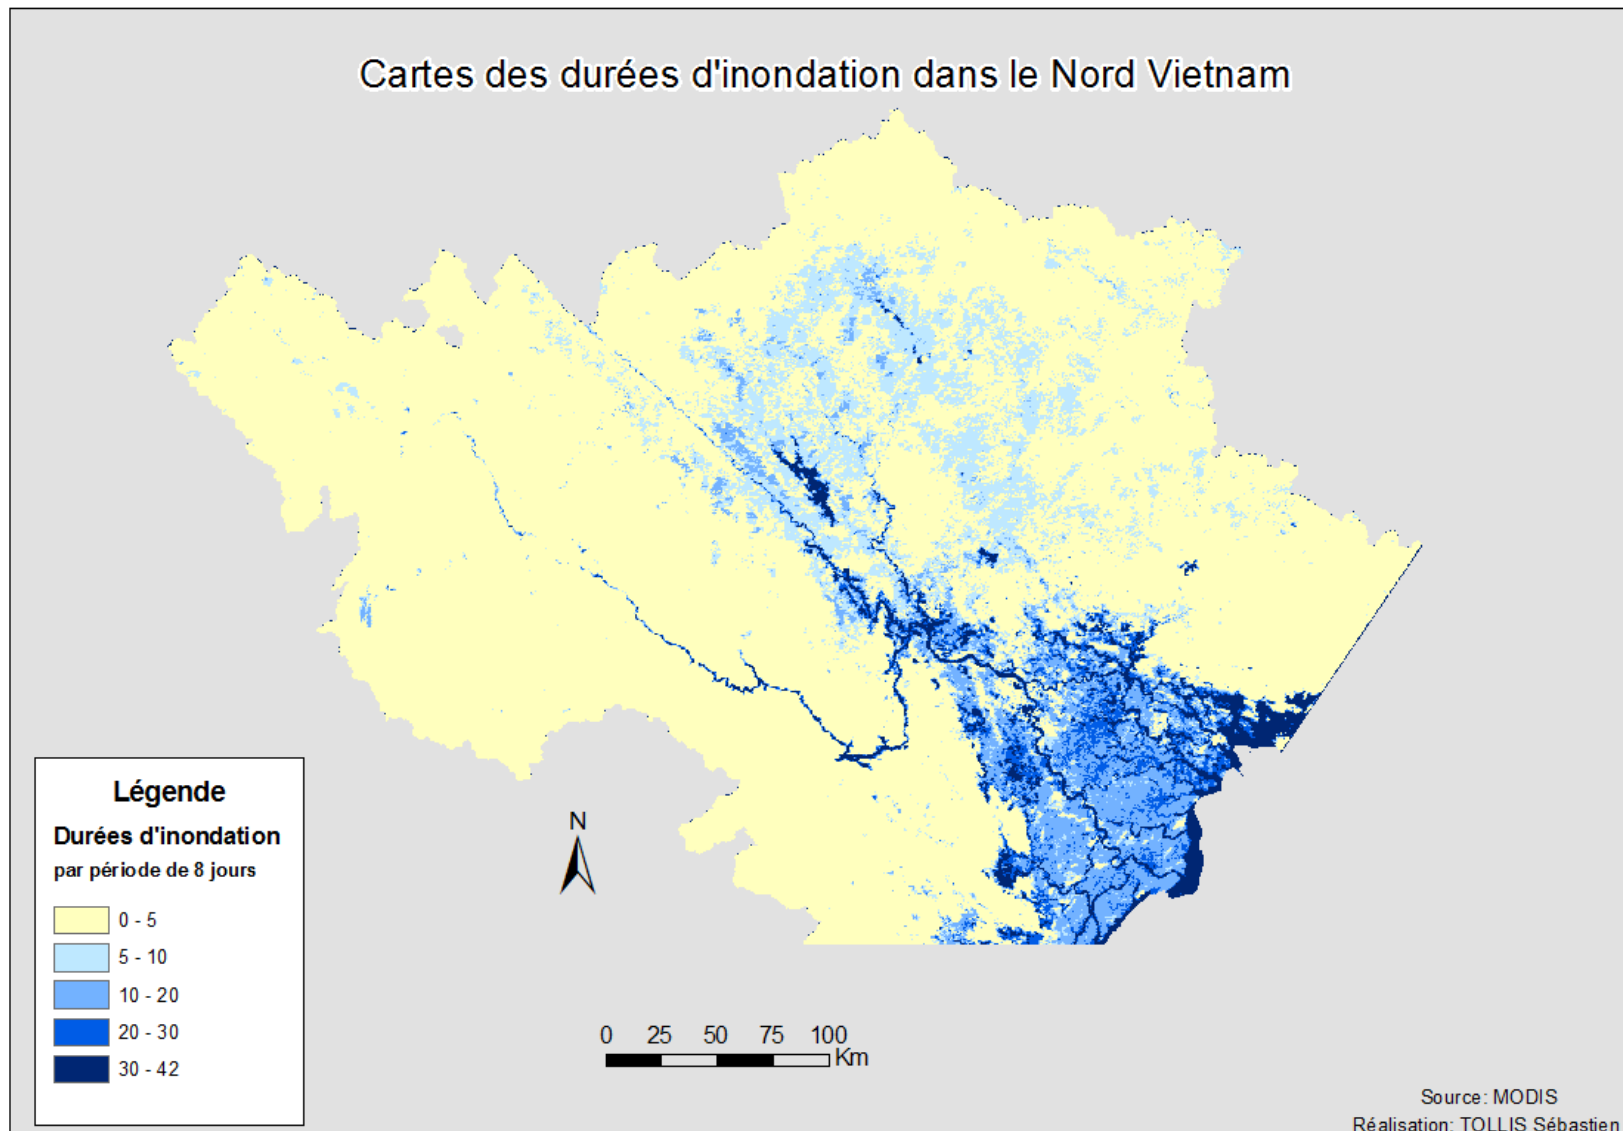 Cartes des durées d'inondation dans le Nord Vietnam
Légende
Durées d'inondation
par période de 8 jours
0 - 5
5 - 10
10 - 20
20 - 30
30 - 42
N
0 25 50 75 100
Km
Source: MODIS
Réalisation: TOLLIS Sébastien